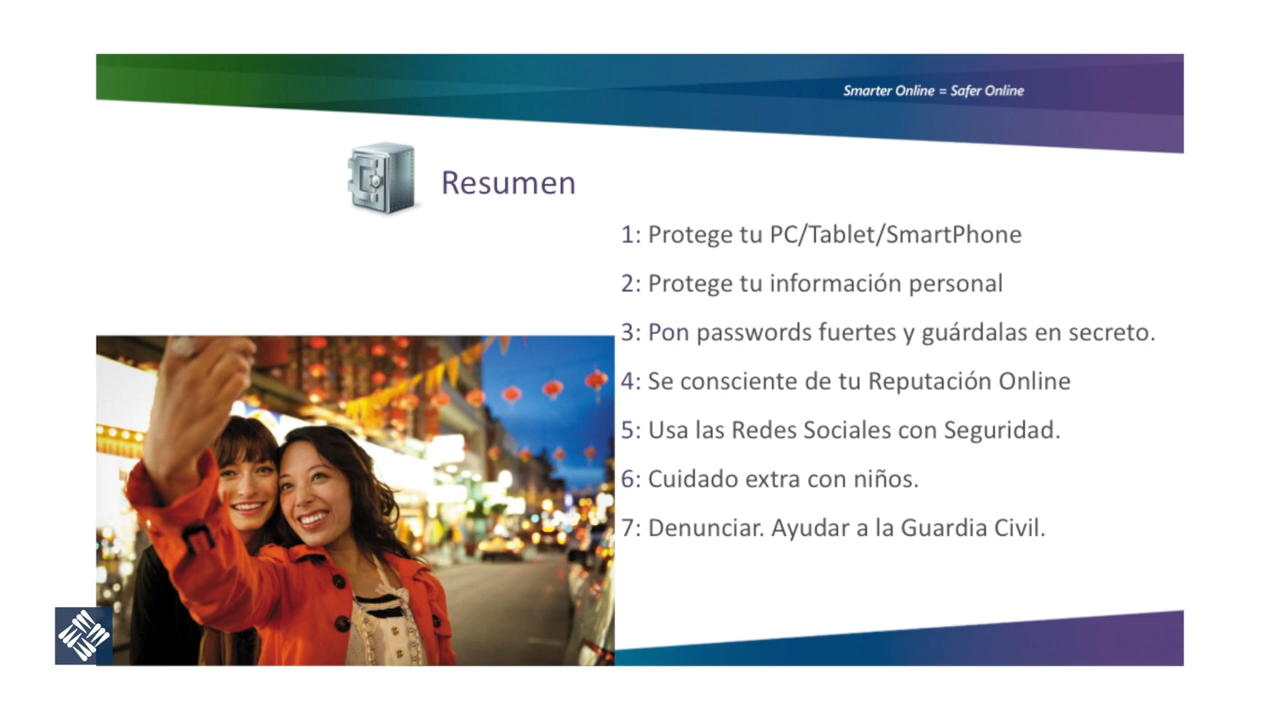 Smarter Online = Safer Online
Resumen
1: Protege tu PC/Tablet/SmartPhone
2: Protege tu información personal
3: Pon passwords fuertes y guárdalas en secreto.
4: Se consciente de tu Reputación Online
5: Usa las Redes Sociales con Seguridad.
6: Cuidado extra con niños.
7: Denunciar. Ayudar a la Guardia Civil.